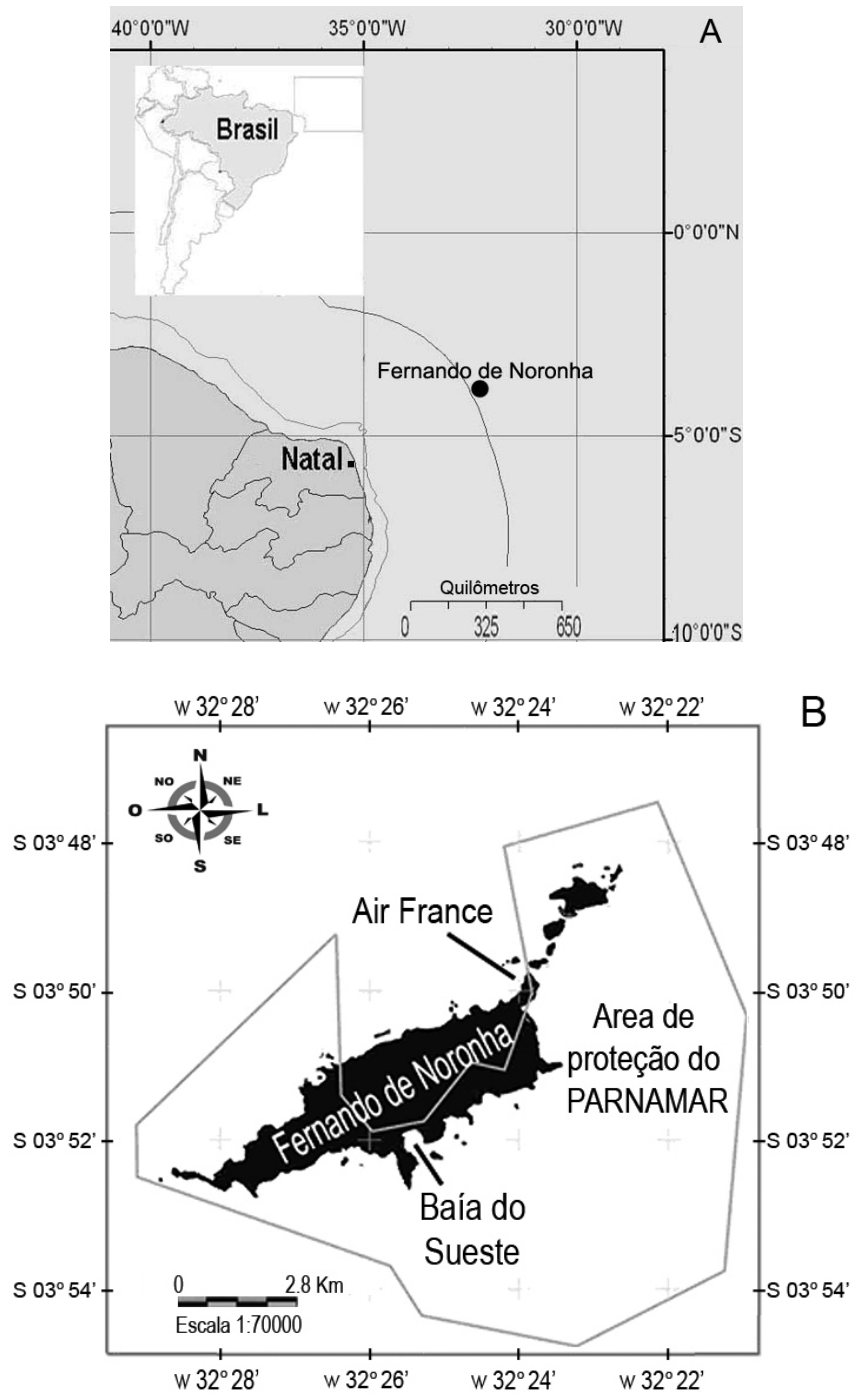 40°0'0"W 35°0'0"W 30°0'0"W A
Brasil
0°0'0"N
Fernando de Noronha
5°0'0"S
Natal
Quilômetros
0 325 650
10°0'0"S
W 32° 28' W 32° 26' W 32° 24' W 32° 22' B
N
NO NE
O L
SO SE
S
S 03° 48' S 03° 48'
Air France
S 03° 50' S 03° 50'
Area de
proteção do
PARNAMAR
Fernando de Noronha
S 03° 52' S 03° 52'
Baía do
Sueste
0 2.8 Km
Escala 1:70000
S 03° 54' S 03° 54'
W 32° 28' W 32° 26' W 32° 24' W 32° 22'